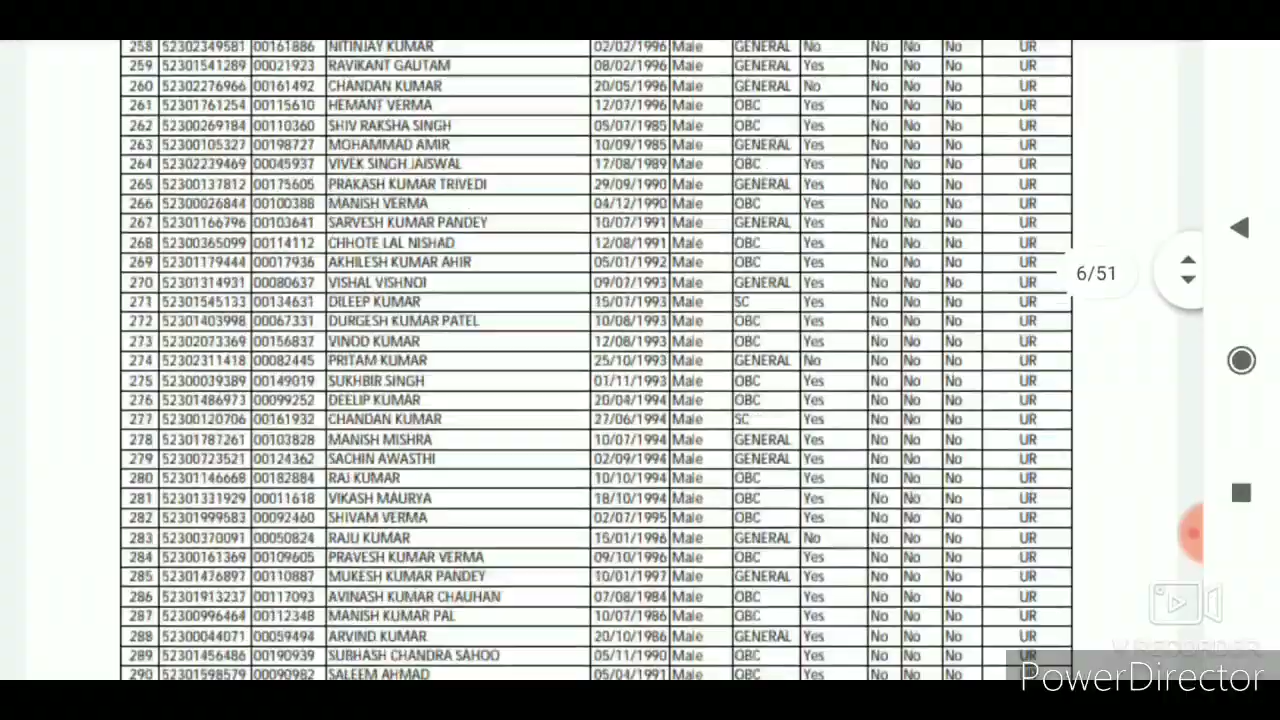 258 52302349581 00161886 NITINJAY KUMAR 02/02/1996 Male GENERAL No No No No UR
259 52301541289 00021923 RAVIKANT GAUTAM 08/02/1996 Male GENERAL Yes No No No UR
260 52302276966 00161492 CHANDAN KUMAR 20/05/1996 Male GENERAL No No No No UR
261 52301761254 00115610 HEMANT VERMA 12/07/1996 Male OBC Yes No No No UR
262 52300269184 00110360 SHIV RAKSHA SINGH 05/07/1985 Male OBC Yes No No No UR
263 52300105327 00198727 MOHAMMAD AMIR 10/09/1985 Male GENERAL Yes No No No UR
264 52302239469 00045937 VIVEK SINGH JAISWAL 17/08/1989 Male OBC Yes No No No UR
265 52300137812 00175605 PRAKASH KUMAR TRIVEDI 29/09/1990 Male GENERAL Yes No No No UR
266 52300026844 00100388 MANISH VERMA 04/12/1990 Male OBC Yes No No No UR
267 52301166796 00103641 SARVESH KUMAR PANDEY 10/07/1991 Male GENERAL Yes No No No UR
268 52300365099 00114112 CHHOTE LAL NISHAD 12/08/1991 Male OBC Yes No No No UR
269 52301179444 00017936 AKHILESH KUMAR AHIR 05/01/1992 Male OBC Yes No No No UR
6/51
270 52301314931 00080637 VISHAL VISHNOI 09/07/1993 Male GENERAL Yes No No No UR
271 52301545133 00134631 DILEEP KUMAR 15/07/1993 Male SC Yes No No No UR
272 52301403998 00067331 DURGESH KUMAR PATEL 10/08/1993 Male OBC Yes No No No UR
273 52302073369 00156837 VINOD KUMAR 12/08/1993 Male OBC Yes No No No UR
274 52302311418 00082445 PRITAM KUMAR 25/10/1993 Male GENERAL No No No No UR
275 52300039389 00149019 SUKHBIR SINGH 01/11/1993 Male OBC Yes No No No UR
276 52301486973 00099252 DEELIP KUMAR 20/04/1994 Male OBC Yes No No No UR
277 52300120706 00161932 CHANDAN KUMAR 27/06/1994 Male SC Yes No No No UR
278 52301787261 00103828 MANISH MISHRA 10/07/1994 Male GENERAL Yes No No No UR
279 52300723521 00124362 SACHIN AWASTHI 02/09/1994 Male GENERAL Yes No No No UR
280 52301146668 00182884 RAJ KUMAR 10/10/1994 Male OBC Yes No No No UR
281 52301331929 00011618 VIKASH MAURYA 18/10/1994 Male OBC Yes No No No UR
282 52301999583 00092460 SHIVAM VERMA 02/07/1995 Male OBC Yes No No No UR
283 52300370091 00050824 RAJU KUMAR 15/01/1996 Male GENERAL No No No No UR
284 52300161369 00109605 PRAVESH KUMAR VERMA 09/10/1996 Male OBC Yes No No No UR
285 52301476897 00110887 MUKESH KUMAR PANDEY 10/01/1997 Male GENERAL Yes No No No UR
286 52301913237 00117093 AVINASH KUMAR CHAUHAN 07/08/1984 Male OBC Yes No No No UR
287 52300996464 00112348 MANISH KUMAR PAL 10/07/1986 Male OBC Yes No No No UR
288 52300044071 00059494 ARVIND KUMAR 20/10/1986 Male GENERAL Yes No No No UR
289 52301456486 00190939 SUBHASH CHANDRA SAHOO 05/11/1990 Male OBC Yes No No No UR
290 52301598579 00090982 SALEEM AHMAD 05/04/1991 Male OBC Yes No No No UR
PowerDirector